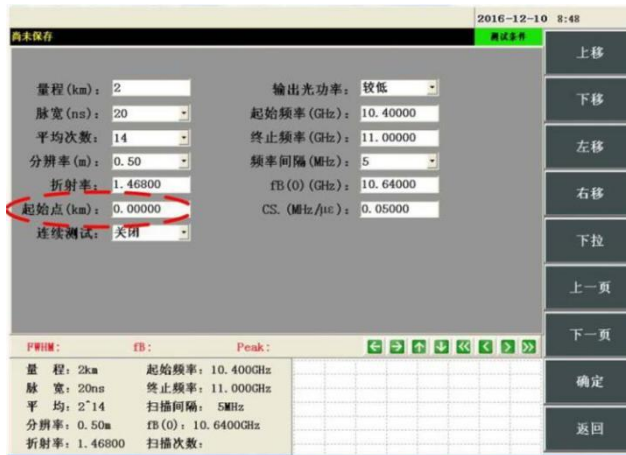 2016-12-10 8:48
尚未保存 测试条件
量程(km): 2 输出光功率: 较低
脉宽(ns): 20 起始频率(GHz): 10.40000
平均次数: 14 终止频率(GHz): 11.00000
分辨率(m): 0.50 频率间隔(MHz): 5
折射率: 1.46800 fB(0)(GHz): 10.64000
起始点(km): 0.00000 CS.(MHz/με): 0.05000
连续测试: 关闭
FWHM: fB: Peak:
量 程: 2km 起始频率: 10.400GHz
脉 宽: 20ns 终止频率: 11.000GHz
平 均: 2^14 扫描间隔: 5MHz
分辨率: 0.50m fB(0): 10.6400GHz
折射率: 1.46800 扫描次数:
上移
下移
左移
右移
下拉
上一页
下一页
确定
返回